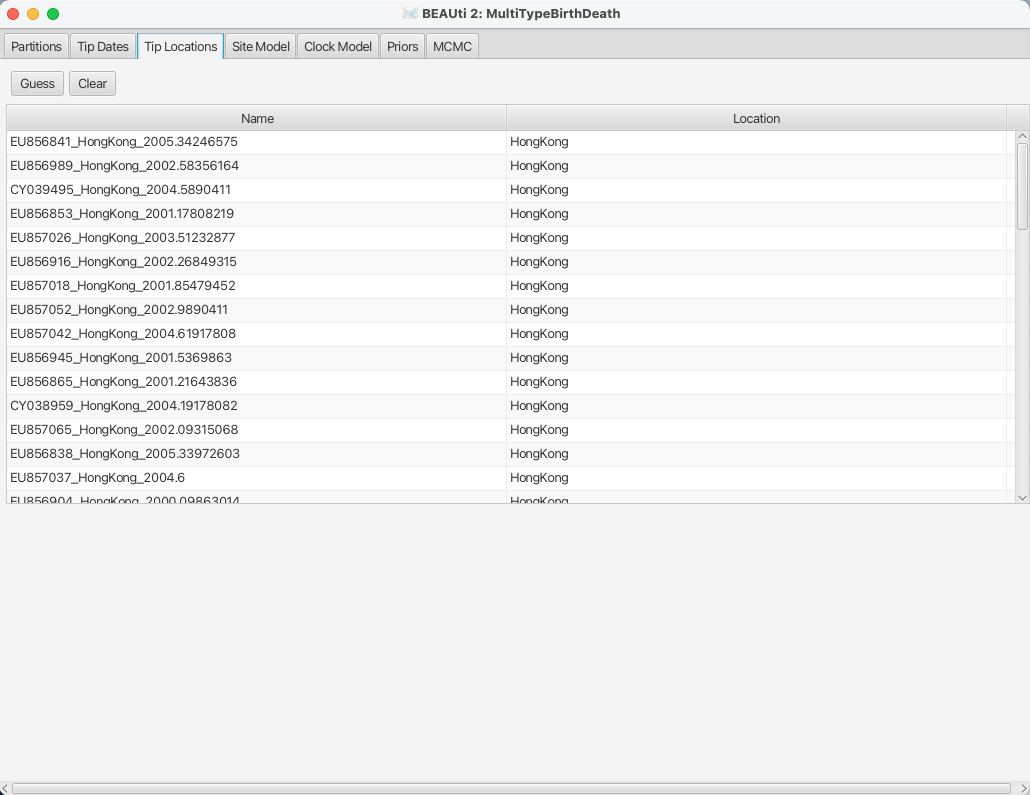 BEAUti 2: MultiTypeBirthDeath
Partitions Tip Dates Tip Locations Site Model Clock Model Priors MCMC
Guess Clear
Name Location
EU856841_HongKong_2005.34246575 HongKong
EU856989_HongKong_2002.58356164 HongKong
CY039495_HongKong_2004.5890411 HongKong
EU856853_HongKong_2001.17808219 HongKong
EU857026_HongKong_2003.51232877 HongKong
EU856916_HongKong_2002.26849315 HongKong
EU857018_HongKong_2001.85479452 HongKong
EU857052_HongKong_2002.9890411 HongKong
EU857042_HongKong_2004.61917808 HongKong
EU856945_HongKong_2001.5369863 HongKong
EU856865_HongKong_2001.21643836 HongKong
CY038959_HongKong_2004.19178082 HongKong
EU857065_HongKong_2002.09315068 HongKong
EU856838_HongKong_2005.33972603 HongKong
EU857037_HongKong_2004.6 HongKong
EU856904_HongKong_2000.09863014 HongKong